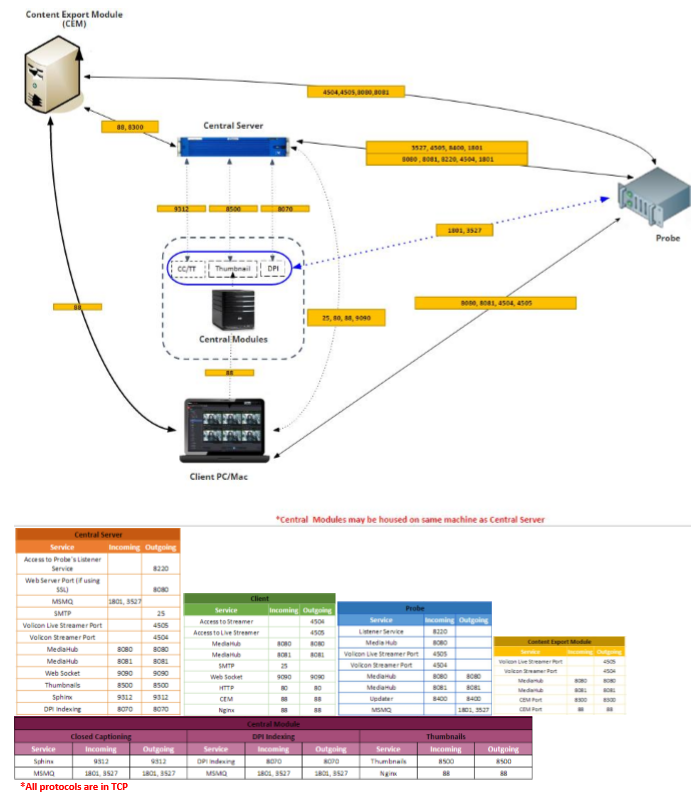 Content Export Module
(CEM)
4504,4505,8080,8081
88, 8300
Central Server
3527, 4505, 8400, 1801
8080 , 8081, 8220, 4504, 1801
Probe
9312
8500
8070
1801, 3527
CC/TT
Thumbnail
DPI
8080, 8081, 4504, 4505
88
25, 80, 88, 9090
Central Modules
88
Client PC/Mac
*Central Modules may be housed on same machine as Central Server
Central Server
Service Incoming Outgoing
Access to Probe's Listener
Service 8220
Web Server Port (if using
SSL) 8080
MSMQ 1801, 3527
SMTP 25
Volicon Live Streamer Port 4505
Volicon Streamer Port 4504
MediaHub 8080 8080
MediaHub 8081 8081
Web Socket 9090 9090
Thumbnails 8500 8500
Sphinx 9312 9312
DPI Indexing 8070 8070
Client
Service Incoming Outgoing
Access to Streamer 4504
Access to Live Streamer 4505
MediaHub 8080 8080
MediaHub 8081 8081
SMTP 25
Web Socket 9090 9090
HTTP 80 80
CEM 88 88
Nginx 88 88
Probe
Service Incoming Outgoing
Listener Service 8220
Media Hub 8080
Volicon Live Streamer Port 4505
Volicon Streamer Port 4504
MediaHub 8080 8080
MediaHub 8081 8081
Updater 8400 8400
MSMQ 1801, 3527
Content Export Module
Service Incoming Outgoing
Volicon Live Streamer Port 4505
Volicon Streamer Port 4504
MediaHub 8080 8080
MediaHub 8081 8081
CEM Port 8300 8300
CEM Port 88 88
Central Module
Closed Captioning DPI Indexing Thumbnails
Service Incoming Outgoing Service Incoming Outgoing Service Incoming Outgoing
Sphinx 9312 9312 DPI Indexing 8070 8070 Thumbnails 8500 8500
MSMQ 1801, 3527 1801, 3527 MSMQ 1801, 3527 1801, 3527 Nginx 88 88
*All protocols are in TCP